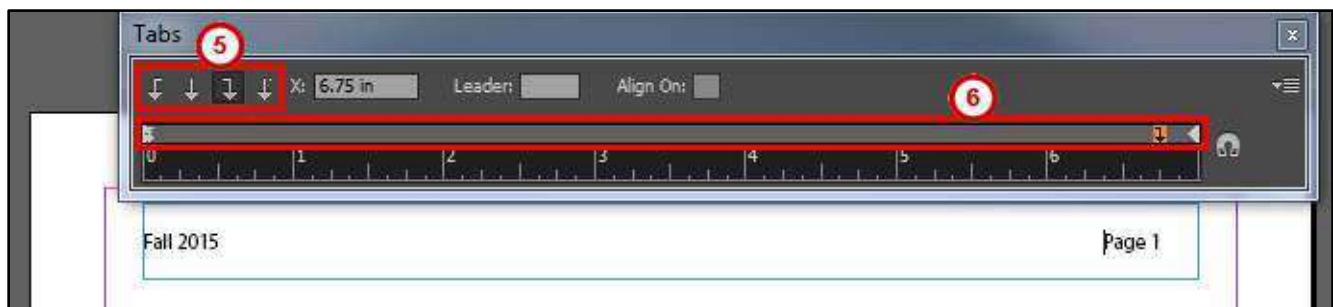 Tabs
5
X: 6.75 in Leader: Align On:
6
0 1 2 3 4 5 6
Fall 2015 Page 1